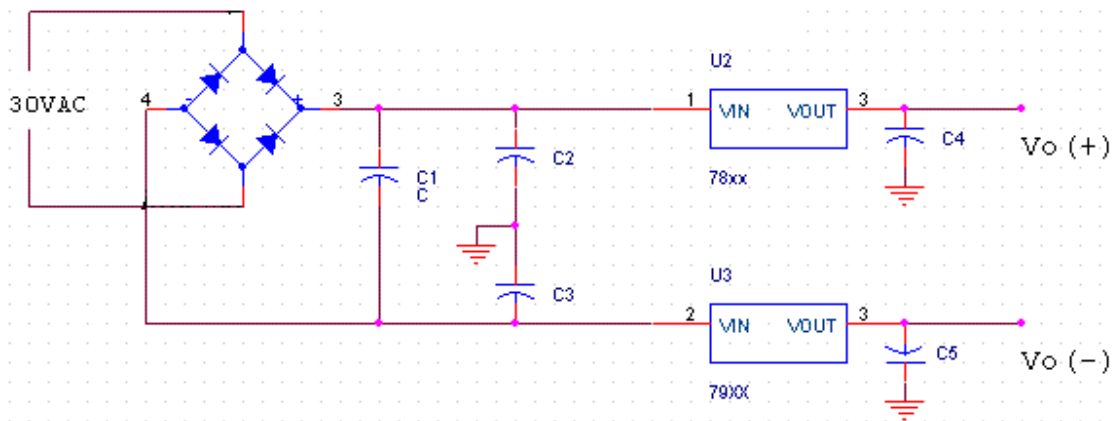 30VAC
4
-
+
3
C1
C
C2
C3
U2
1
VIN
VOUT
3
78xx
C4
Vo (+)
U3
2
VIN
VOUT
3
79XX
C5
Vo (-)